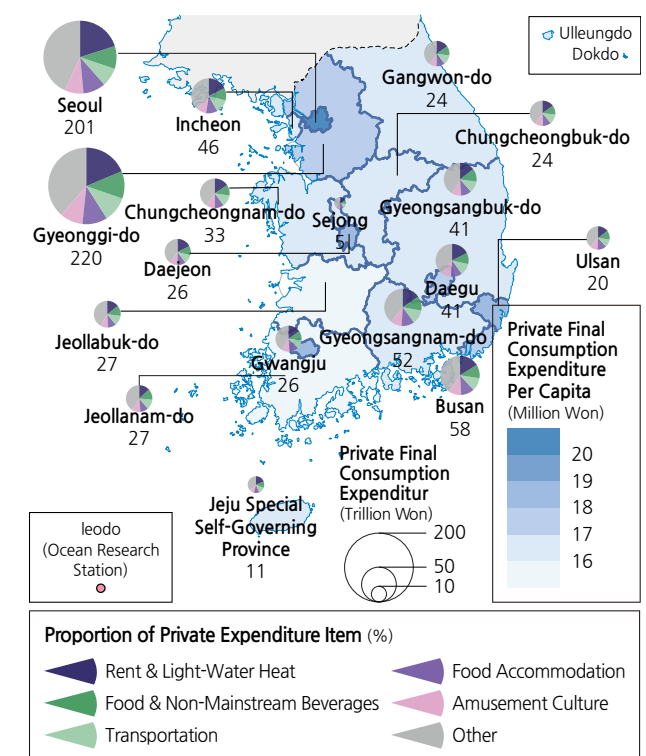 Ulleungdo
Dokdo
Seoul
201
Incheon
46
Gangwon-do
24
Chungcheongbuk-do
24
Gyeonggi-do
220
Chungcheongnam-do
33
Sejong
51
Gyeongsangbuk-do
41
Daejeon
26
Ulsan
20
Daegu
41
Jeollabuk-do
27
Gwangju
26
Gyeongsangnam-do
52
Jeollanam-do
27
Busan
58
Jeju Special
Self-Governing
Province
11
Private Final
Consumption
Expenditure
Per Capita
(Million Won)
20
19
18
17
16
Private Final
Consumption
Expenditur
(Trillion Won)
200
50
10
Ieodo
(Ocean Research
Station)
Proportion of Private Expenditure Item (%)
Rent & Light-Water Heat
Food & Non-Mainstream Beverages
Transportation
Food Accommodation
Amusement Culture
Other